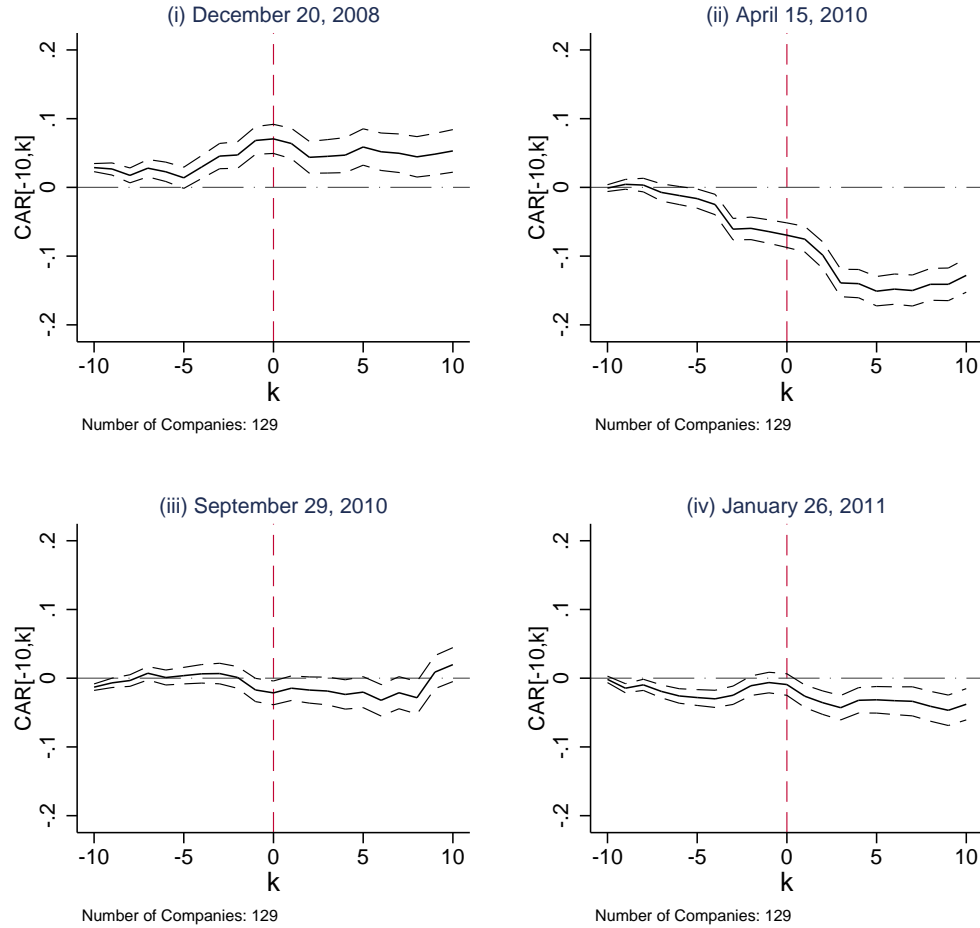 (i) December 20, 2008
CAR[-10,k]
.2
.1
0
-.1
-.2
-10 -5 0 5 10
k
Number of Companies: 129
(ii) April 15, 2010
CAR[-10,k]
.2
.1
0
-.1
-.2
-10 -5 0 5 10
k
Number of Companies: 129
(iii) September 29, 2010
CAR[-10,k]
.2
.1
0
-.1
-.2
-10 -5 0 5 10
k
Number of Companies: 129
(iv) January 26, 2011
CAR[-10,k]
.2
.1
0
-.1
-.2
-10 -5 0 5 10
k
Number of Companies: 129